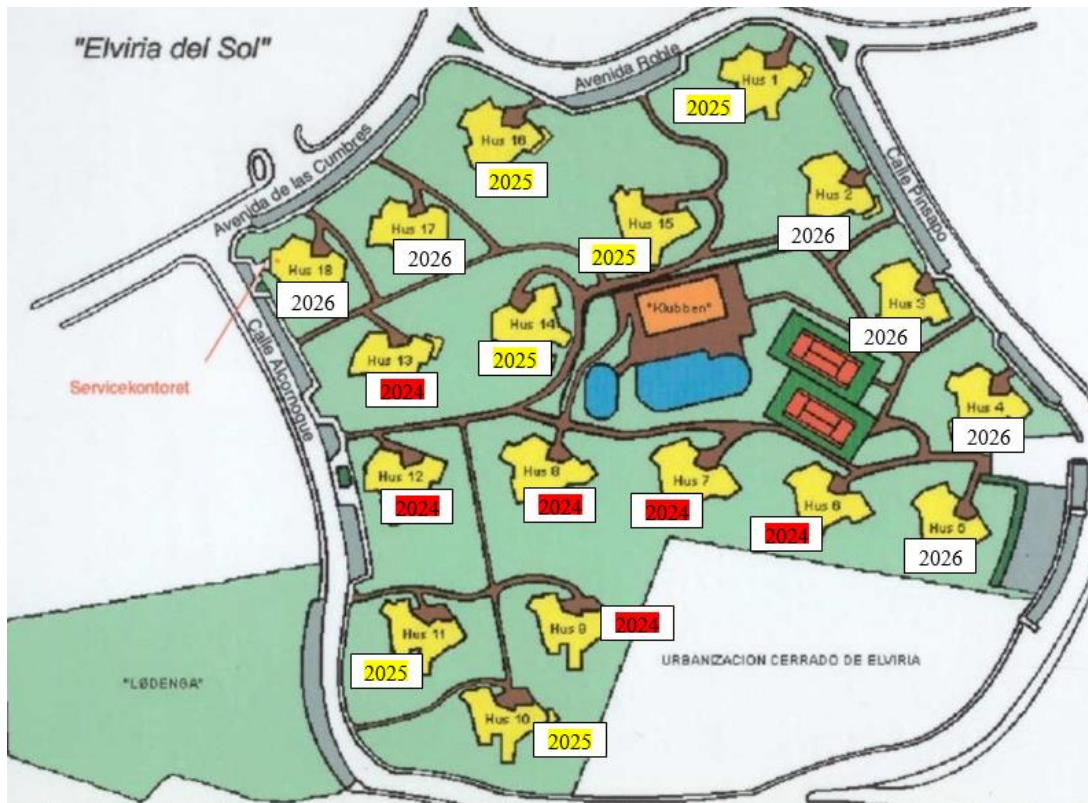 "Elviria del Sol"
Avenida Roble
Hus 1
2025
Hus 16
2025
Calle Pinsapo
Hus 2
2026
Avenida de las Cumbres
Hus 17
2026
Hus 15
2025
Hus 18
2026
Hus 3
2026
"Klubben"
Hus 14
2025
Hus 13
2024
Servicekontoret
Calle Alcornoque
Hus 4
2026
Hus 12
2024
Hus 8
2024
Hus 7
2024
Hus 6
2024
Hus 5
2026
Hus 11
2025
Hus 9
2024
URBANIZACION CERRADO DE ELVIRIA
"LØDENGA"
Hus 10
2025